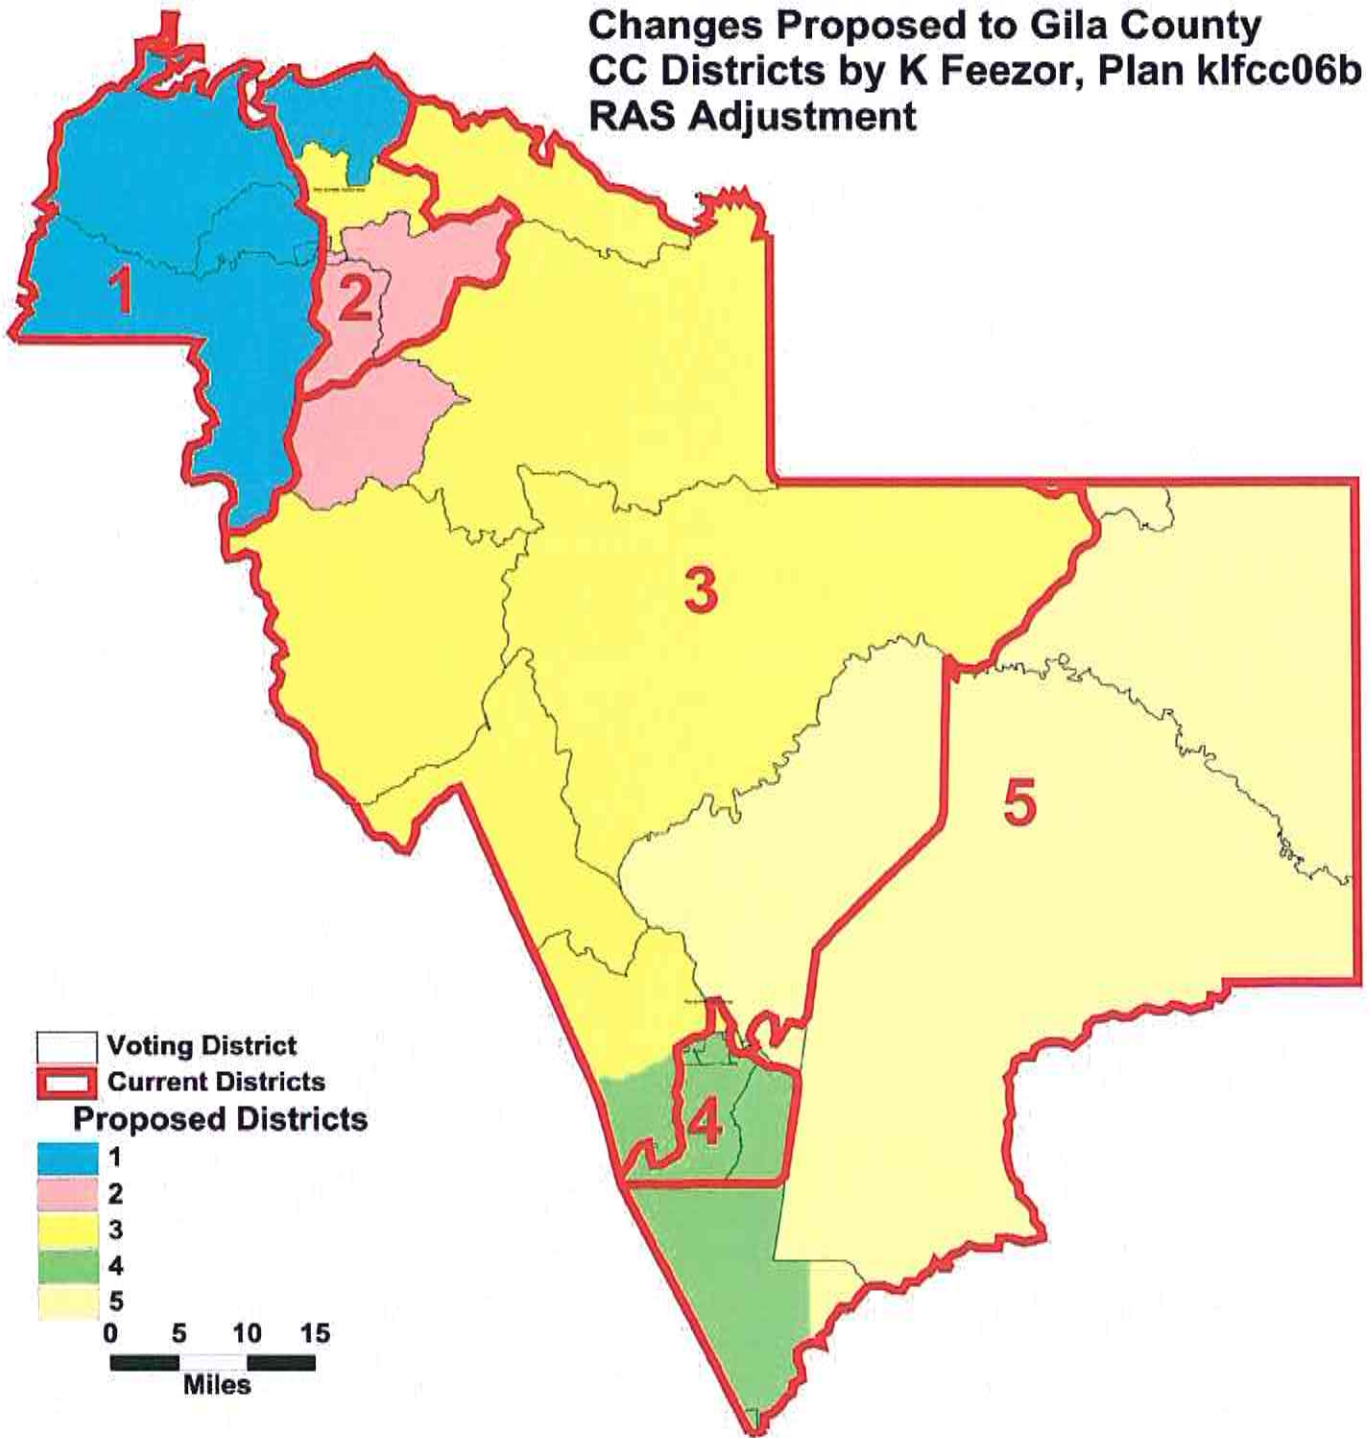 Changes Proposed to Gila County
CC Districts by K Feezor, Plan klfcc06b
RAS Adjustment
1
2
3
5
4
Voting District
Current Districts
Proposed Districts
1
2
3
4
5
0 5 10 15
Miles